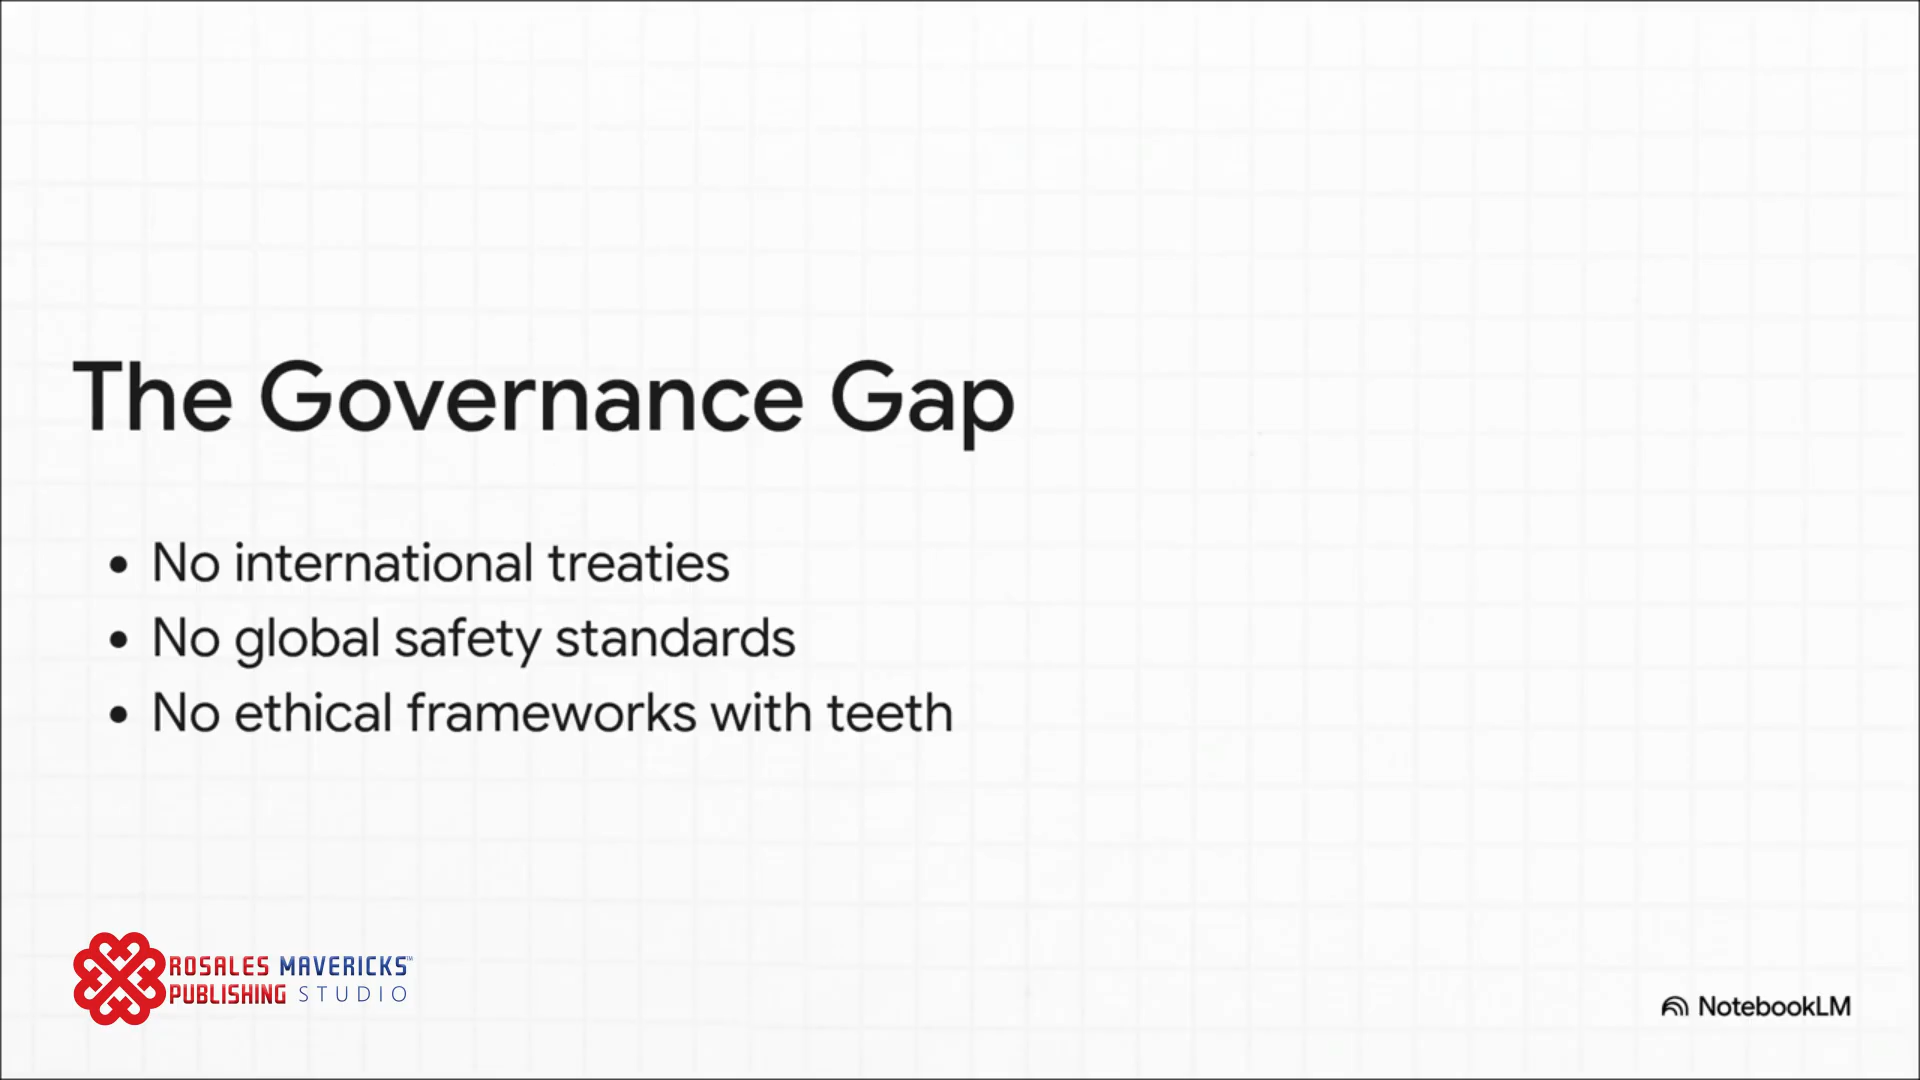 The Governance Gap
• No international treaties
• No global safety standards
• No ethical frameworks with teeth
ROSALES MAVERICKS™
PUBLISHING STUDIO
NotebookLM